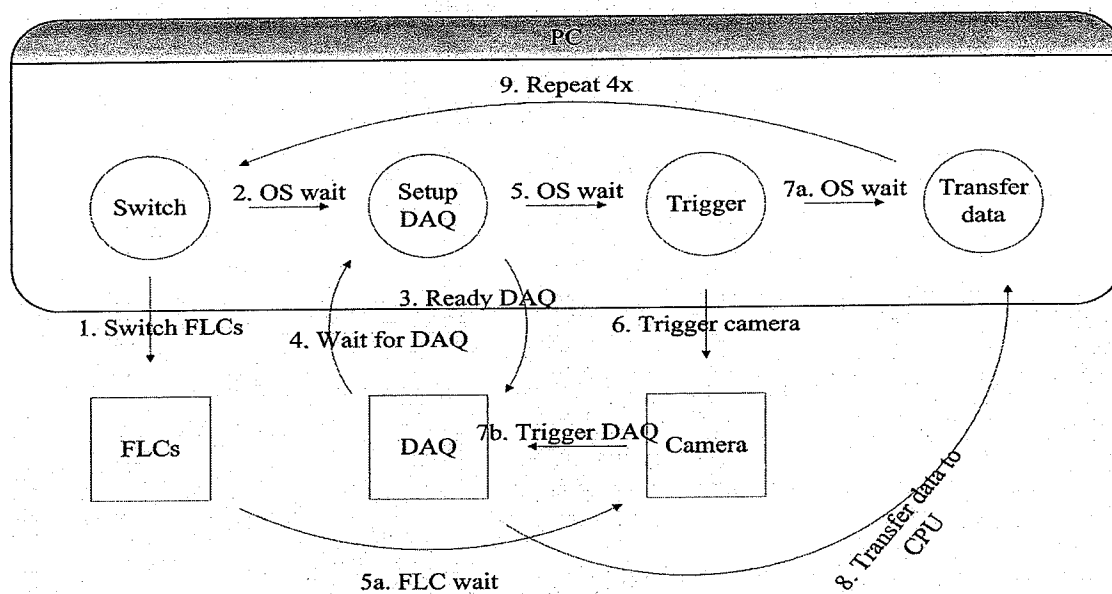 PC
9. Repeat 4x
Switch
2. OS wait
Setup
DAQ
5. OS wait
Trigger
7a. OS wait
Transfer
data
3. Ready DAQ
1. Switch FLCs
4. Wait for DAQ
6. Trigger camera
FLCs
DAQ
7b. Trigger DAQ
Camera
8. Transfer data to
CPU
5a. FLC wait